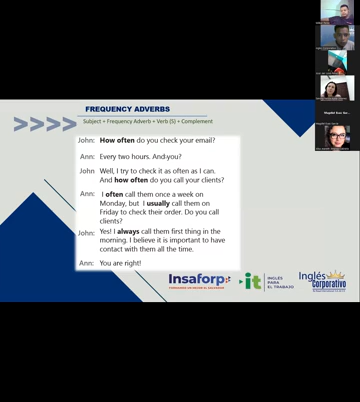 FREQUENCY ADVERBS
Subject + Frequency Adverb + Verb (S) + Complement
>>>>
John: How often do you check your email?
Ann: Every two hours. And you?
John Well, I try to check it as often as I can.
And how often do you call your clients?
Ann: I often call them once a week on
Monday, but I usually call them on
Friday to check their order. Do you call
clients?
John: Yes! I always call them first thing in the
morning. I believe it is important to have
contact with them all the time.
Ann: You are right!
Insaforp
it
INGLÉS
PARA
EL TRABAJO
Inglés
Corporativo